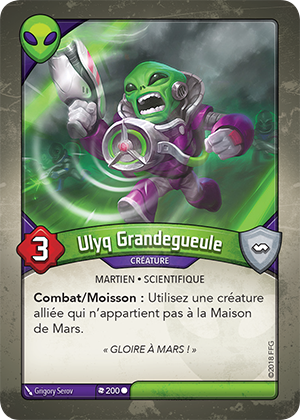 Ulyq Grandegueule
3
CRÉATURE
MARTIEN • SCIENTIFIQUE
Combat/Moisson : Utilisez une créature
alliée qui n’appartient pas à la Maison
de Mars.
« GLOIRE À MARS ! »
©2018 FFG
Grigory Serov
200